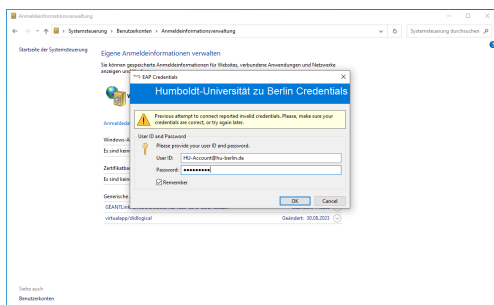 Anmeldeinformationsverwaltung
Systemsteuerung › Benutzerkonten › Anmeldeinformationsverwaltung
Systemsteuerung durchsuchen
Startseite der Systemsteuerung
Eigene Anmeldeinformationen verwalten
Sie können gespeicherte Anmeldeinformationen für Websites, verbundene Anwendungen und Netzwerke
anzeigen und
EAP Credentials
Humboldt-Universität zu Berlin Credentials
Previous attempt to connect reported invalid credentials. Please, make sure your
credentials are correct, or try again later.
User ID and Password
Please provide your user ID and password.
User ID: HU-Account@hu-berlin.de
Password: •••••••••
Remember
OK Cancel
Anmeldedat
Windows-A
Es sind kein
Zertifikatba
Es sind kein
Generische
virtualapp/didlogical Geändert: 30.08.2023
Siehe auch
Benutzerkonten